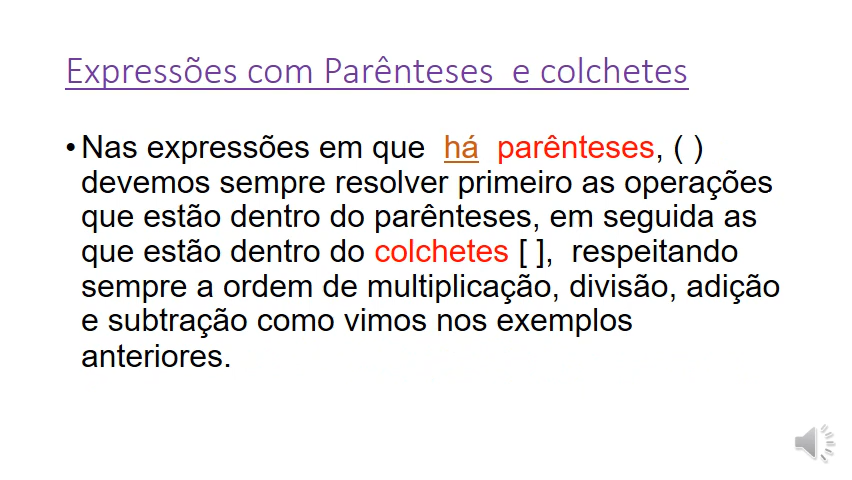 Expressões com Parênteses  e colchetes
• Nas expressões em que  há  parênteses, ( )
devemos sempre resolver primeiro as operações
que estão dentro do parênteses, em seguida as
que estão dentro do colchetes [ ],  respeitando
sempre a ordem de multiplicação, divisão, adição
e subtração como vimos nos exemplos
anteriores.